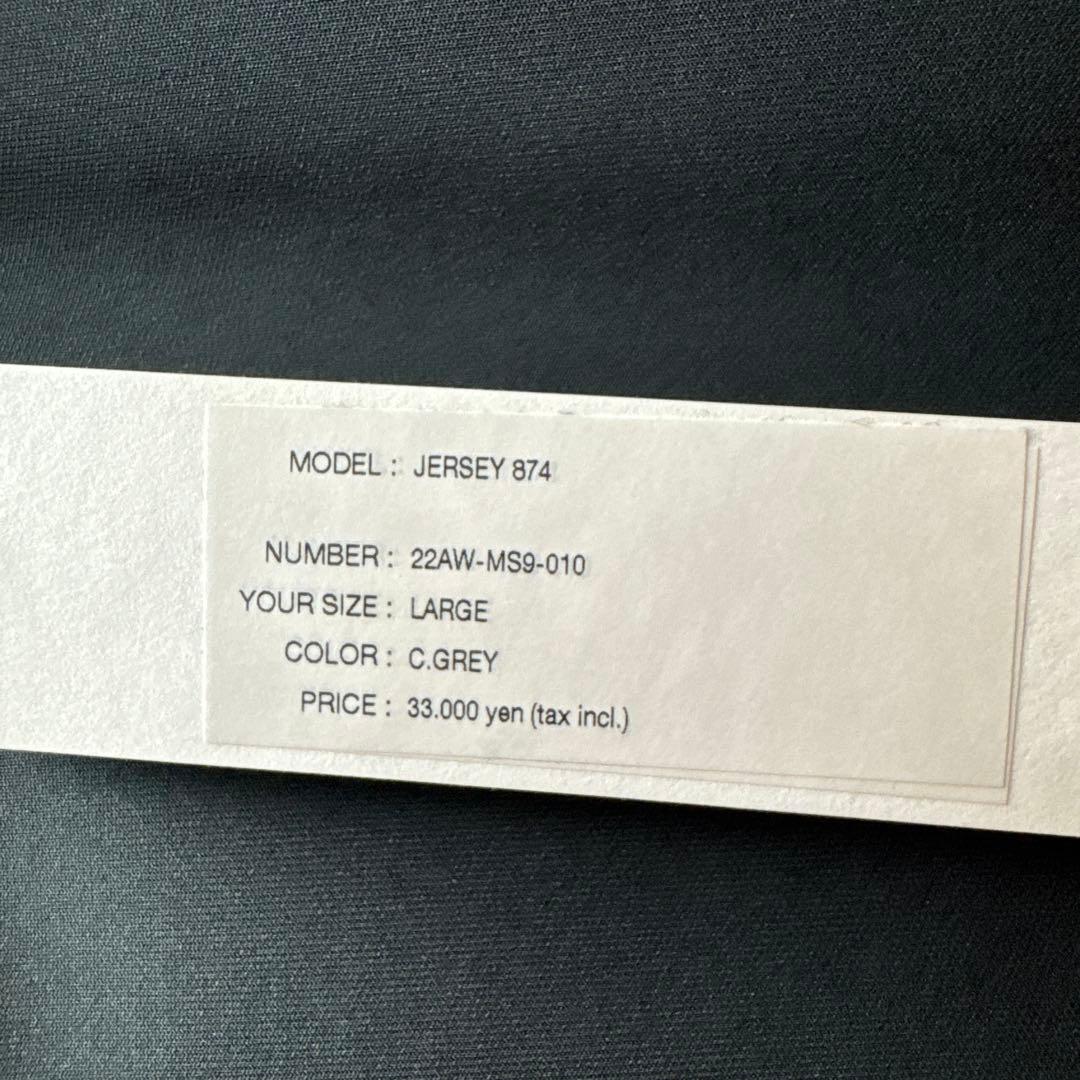 MODEL : JERSEY 874
NUMBER : 22AW-MS9-010
YOUR SIZE : LARGE
COLOR : C.GREY
PRICE : 33.000 yen (tax incl.)